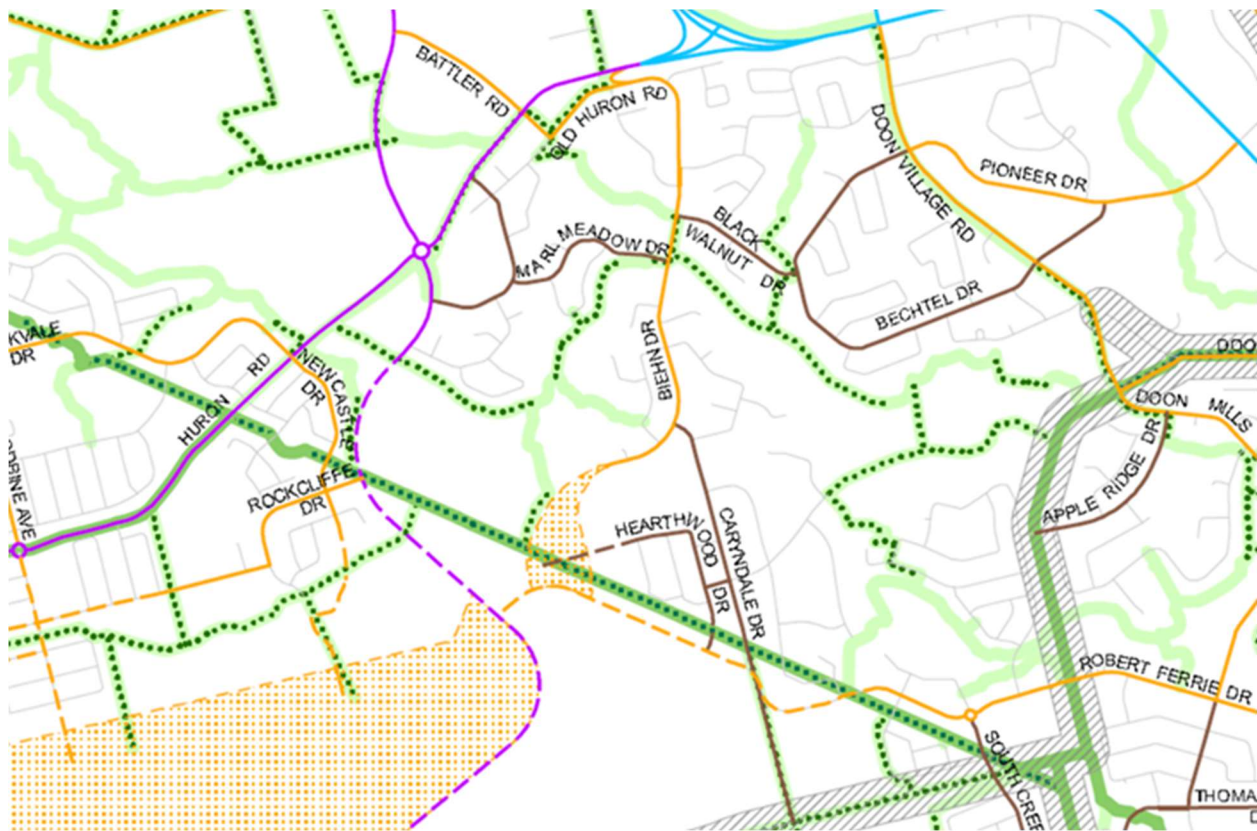 BATTLER RD
OLD HURON RD
DOON VILLAGE RD
PIONEER DR
BLACK
WALNUT
DR
MARL MEADOW DR
BECHTEL DR
KVALE
DR
NEWCASTLE
DR
HURON RD
BIEHN DR
DOO
DOON MILLS
APPLE RIDGE DR
ROCKCLIFFE
DR
HEARTHWOOD
DR
CARYNDALE DR
ROBERT FERRIE DR
SOUTH CREE
THOMA